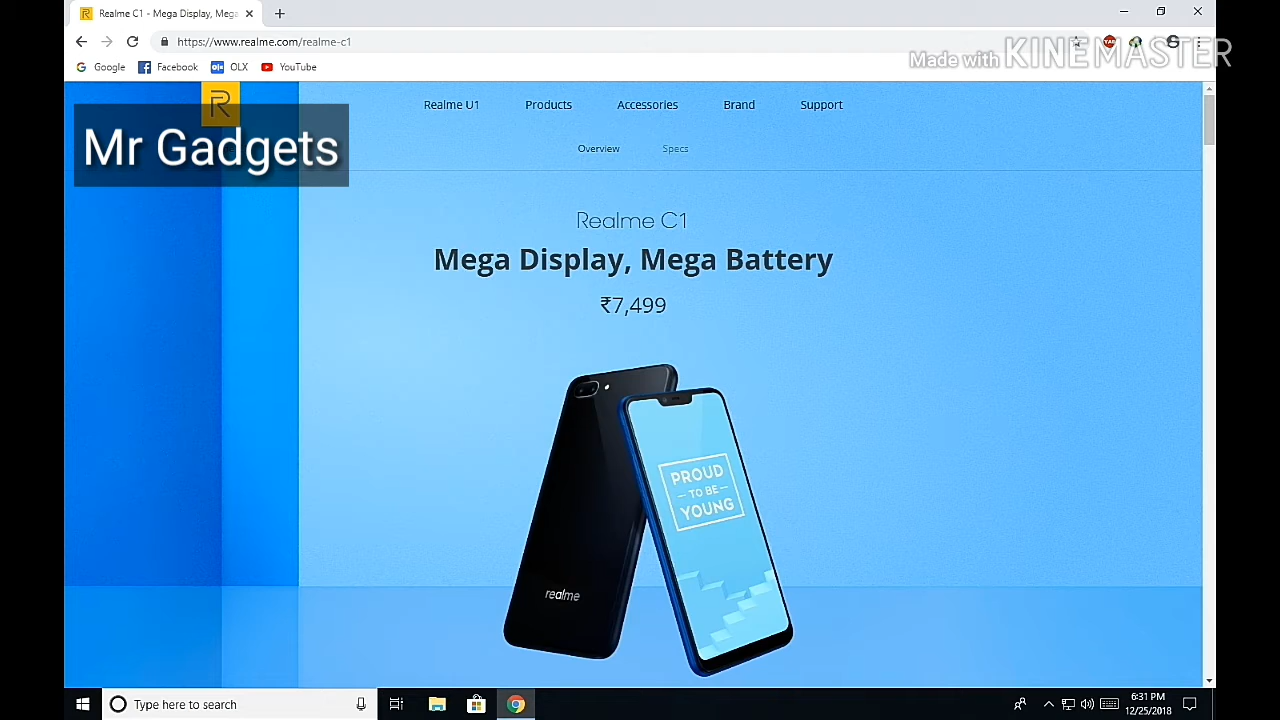 Realme C1 - Mega Display, Mega
https://www.realme.com/realme-c1
Made with KINEMASTER
Google Facebook OLX YouTube
R
Realme U1 Products Accessories Brand Support
Mr Gadgets
Overview Specs
Realme C1
Mega Display, Mega Battery
₹7,499
PROUD
TO BE
YOUNG
realme
Type here to search
6:31 PM
12/25/2018